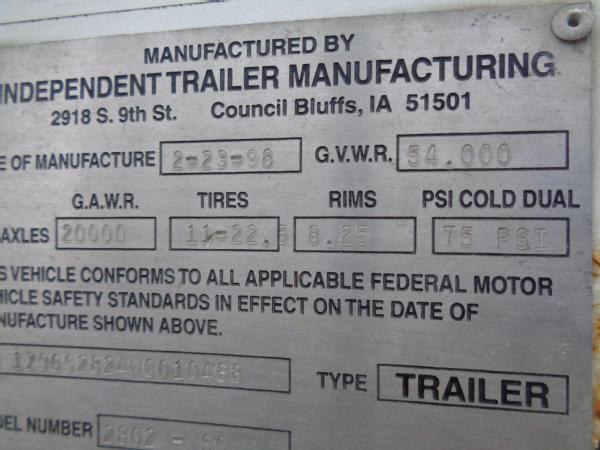 MANUFACTURED BY
INDEPENDENT TRAILER MANUFACTURING
2918 S. 9th St. Council Bluffs, IA 51501
E OF MANUFACTURE 2-23-98 G.V.W.R. 54.000
G.A.W.R. TIRES RIMS PSI COLD DUAL
AXLES 20000 11-22.5 8.25 75 PSI
S VEHICLE CONFORMS TO ALL APPLICABLE FEDERAL MOTOR
HICLE SAFETY STANDARDS IN EFFECT ON THE DATE OF
NUFACTURE SHOWN ABOVE.
TYPE TRAILER
DEL NUMBER